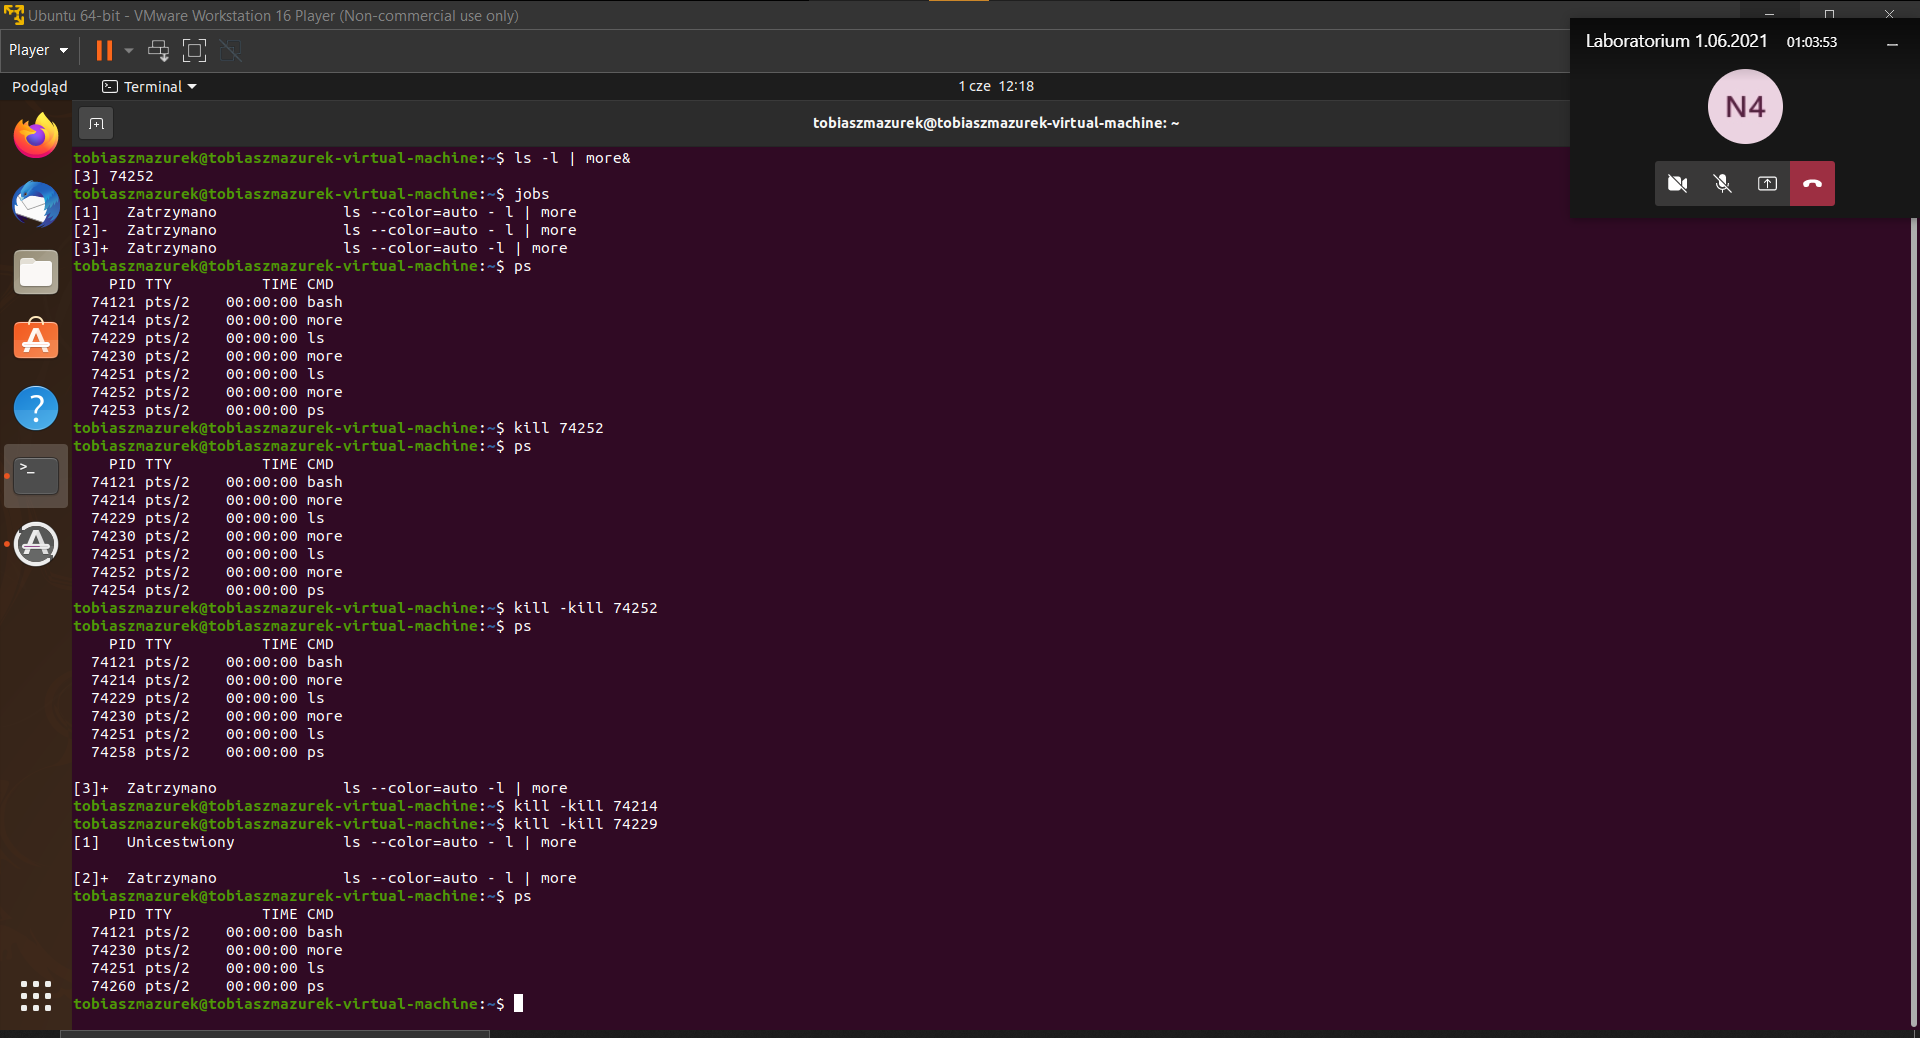 Ubuntu 64-bit - VMware Workstation 16 Player (Non-commercial use only)
Player
Laboratorium 1.06.2021 01:03:53
N4
Podgląd Terminal 1 cze 12:18
tobiaszmazurek@tobiaszmazurek-virtual-machine: ~
tobiaszmazurek@tobiaszmazurek-virtual-machine:~$ ls -l | more&
[3] 74252
tobiaszmazurek@tobiaszmazurek-virtual-machine:~$ jobs
[1]   Zatrzymano              ls --color=auto - l | more
[2]-  Zatrzymano              ls --color=auto - l | more
[3]+  Zatrzymano              ls --color=auto -l | more
tobiaszmazurek@tobiaszmazurek-virtual-machine:~$ ps
    PID TTY          TIME CMD
  74121 pts/2    00:00:00 bash
  74214 pts/2    00:00:00 more
  74229 pts/2    00:00:00 ls
  74230 pts/2    00:00:00 more
  74251 pts/2    00:00:00 ls
  74252 pts/2    00:00:00 more
  74253 pts/2    00:00:00 ps
tobiaszmazurek@tobiaszmazurek-virtual-machine:~$ kill 74252
tobiaszmazurek@tobiaszmazurek-virtual-machine:~$ ps
    PID TTY          TIME CMD
  74121 pts/2    00:00:00 bash
  74214 pts/2    00:00:00 more
  74229 pts/2    00:00:00 ls
  74230 pts/2    00:00:00 more
  74251 pts/2    00:00:00 ls
  74252 pts/2    00:00:00 more
  74254 pts/2    00:00:00 ps
tobiaszmazurek@tobiaszmazurek-virtual-machine:~$ kill -kill 74252
tobiaszmazurek@tobiaszmazurek-virtual-machine:~$ ps
    PID TTY          TIME CMD
  74121 pts/2    00:00:00 bash
  74214 pts/2    00:00:00 more
  74229 pts/2    00:00:00 ls
  74230 pts/2    00:00:00 more
  74251 pts/2    00:00:00 ls
  74258 pts/2    00:00:00 ps
[3]+  Zatrzymano              ls --color=auto -l | more
tobiaszmazurek@tobiaszmazurek-virtual-machine:~$ kill -kill 74214
tobiaszmazurek@tobiaszmazurek-virtual-machine:~$ kill -kill 74229
[1]   Unicestwiony            ls --color=auto - l | more
[2]+  Zatrzymano              ls --color=auto - l | more
tobiaszmazurek@tobiaszmazurek-virtual-machine:~$ ps
    PID TTY          TIME CMD
  74121 pts/2    00:00:00 bash
  74230 pts/2    00:00:00 more
  74251 pts/2    00:00:00 ls
  74260 pts/2    00:00:00 ps
tobiaszmazurek@tobiaszmazurek-virtual-machine:~$